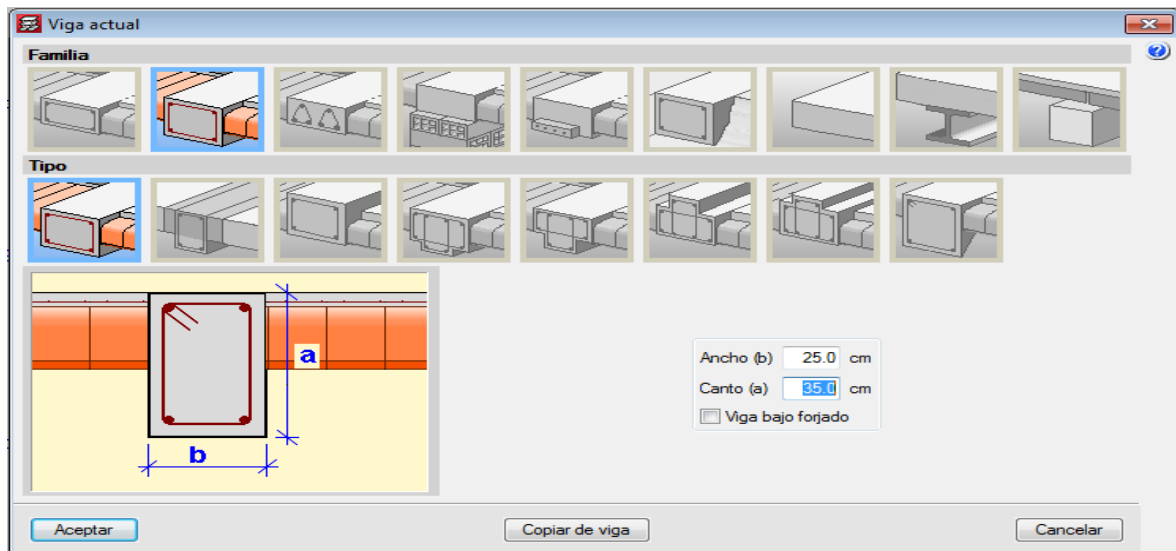 Viga actual
Familia
Tipo
a
b
Ancho (b) 25.0 cm
Canto (a) 35.0 cm
Viga bajo forjado
Aceptar Copiar de viga Cancelar